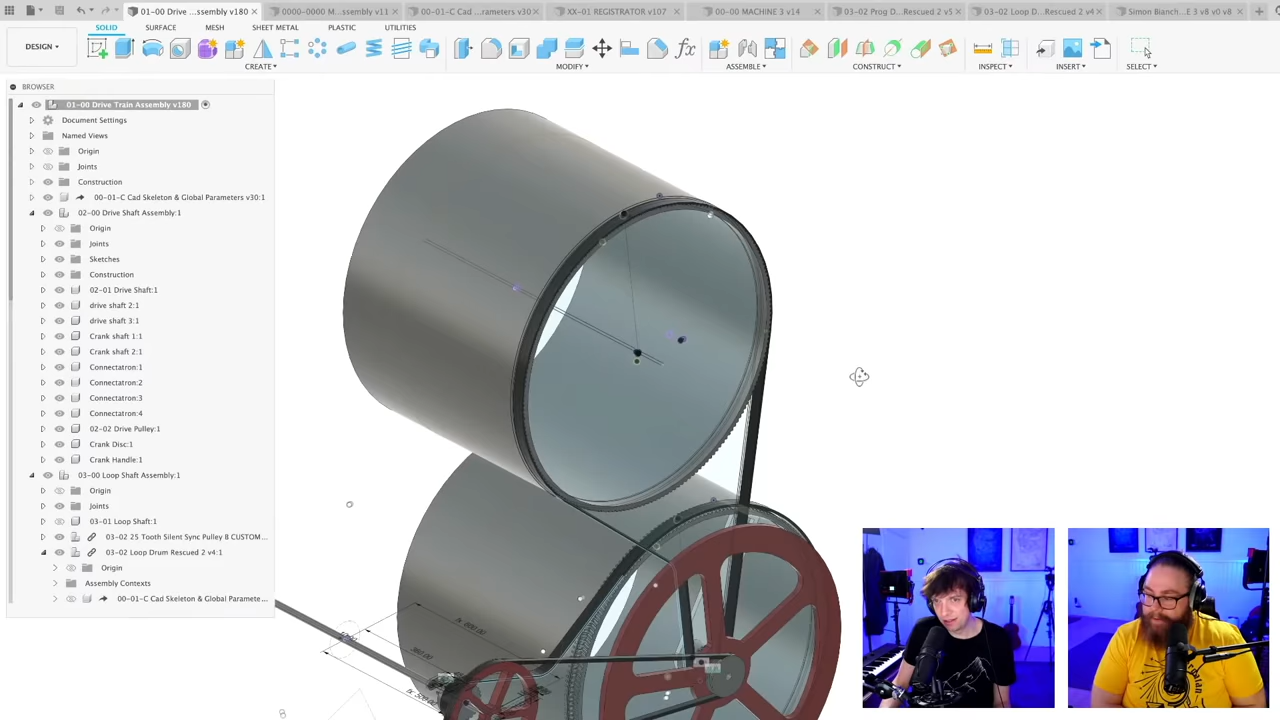 01-00 Drive ...ssembly v180
0000-0000 M...ssembly v11
00-01-C Cad ...rameters v30
XX-01 REGISTRATOR v107
00-00 MACHINE 3 v14
03-02 Prog D...Rescued 2 v5
03-02 Loop D...Rescued 2 v4
Simon Bianch...E 3 v8 v0 v8
SOLID
SURFACE
MESH
SHEET METAL
PLASTIC
UTILITIES
DESIGN
CREATE
MODIFY
ASSEMBLE
CONSTRUCT
INSPECT
INSERT
SELECT
BROWSER
01-00 Drive Train Assembly v180
Document Settings
Named Views
Origin
Joints
Construction
00-01-C Cad Skeleton & Global Parameters v30:1
02-00 Drive Shaft Assembly:1
Origin
Joints
Sketches
Construction
02-01 Drive Shaft:1
drive shaft 2:1
drive shaft 3:1
Crank shaft 1:1
Crank shaft 2:1
Connectatron:1
Connectatron:2
Connectatron:3
Connectatron:4
02-02 Drive Pulley:1
Crank Disc:1
Crank Handle:1
03-00 Loop Shaft Assembly:1
Origin
Joints
03-01 Loop Shaft:1
03-02 25 Tooth Silent Sync Pulley B CUSTOM...
03-02 Loop Drum Rescued 2 v4:1
Origin
Assembly Contexts
00-01-C Cad Skeleton & Global Paramete...